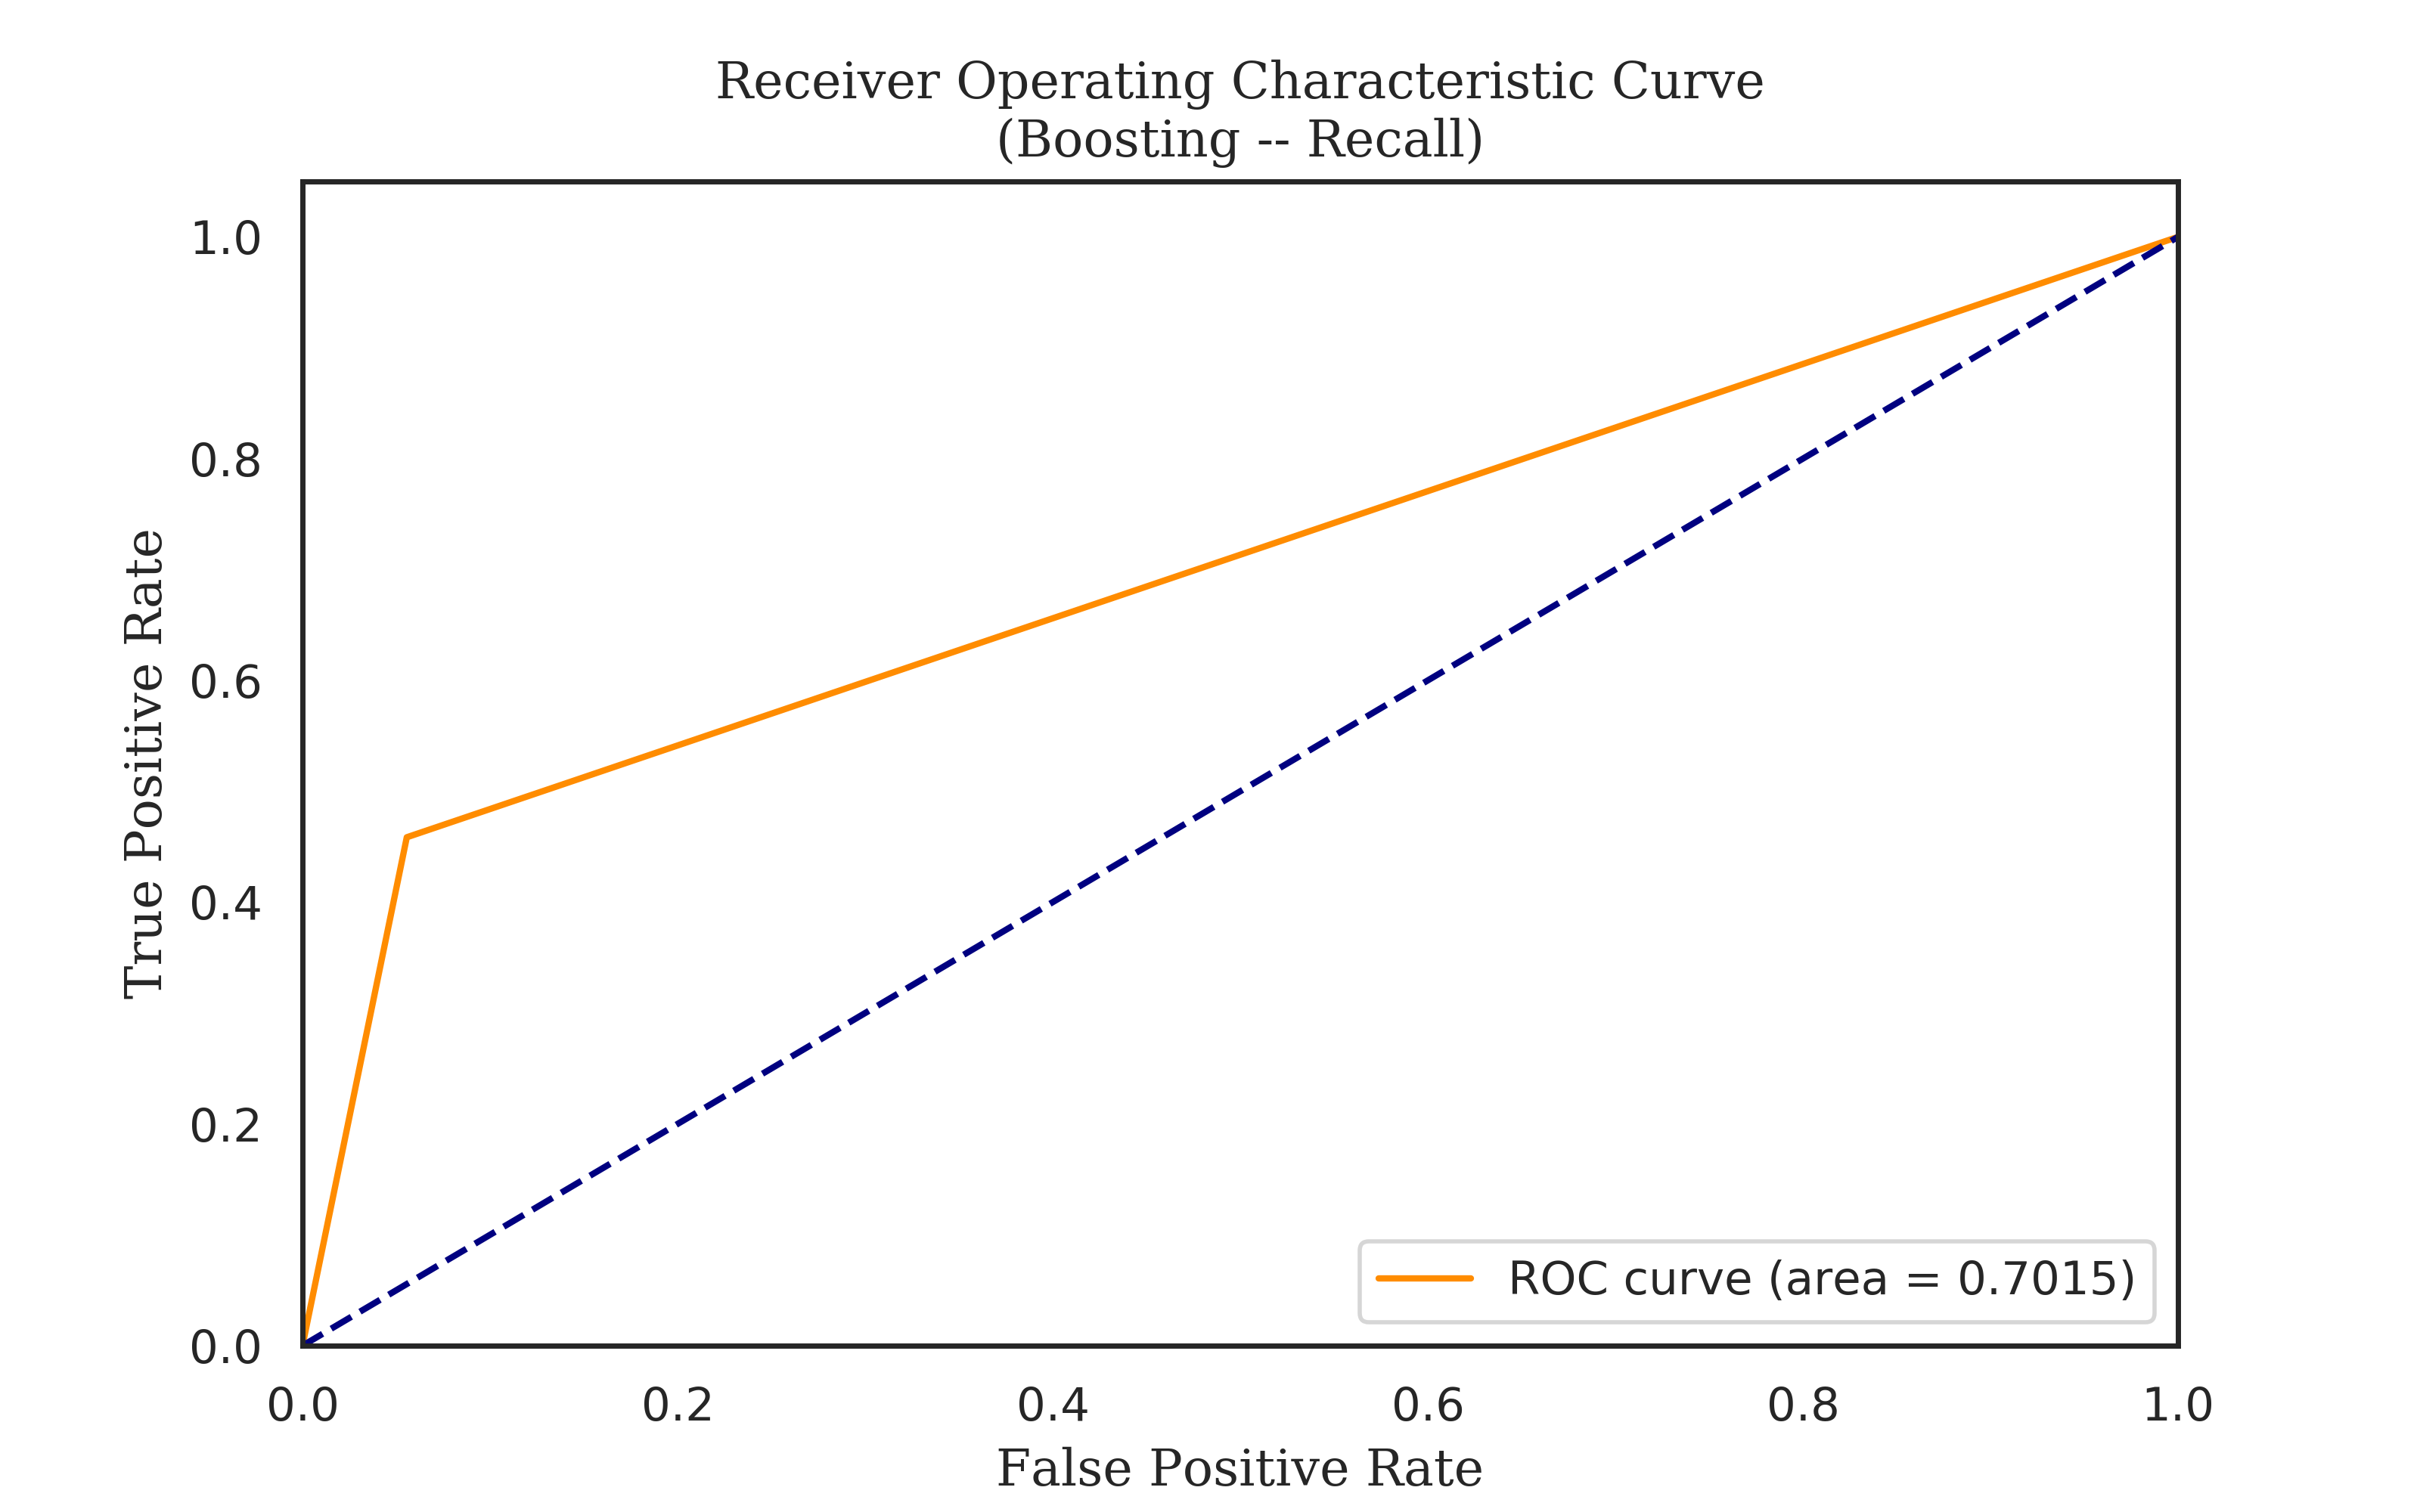 Receiver Operating Characteristic Curve
(Boosting -- Recall)
1.0
0.8
0.6
0.4
0.2
0.0
True Positive Rate
ROC curve (area = 0.7015)
0.0 0.2 0.4 0.6 0.8 1.0
False Positive Rate